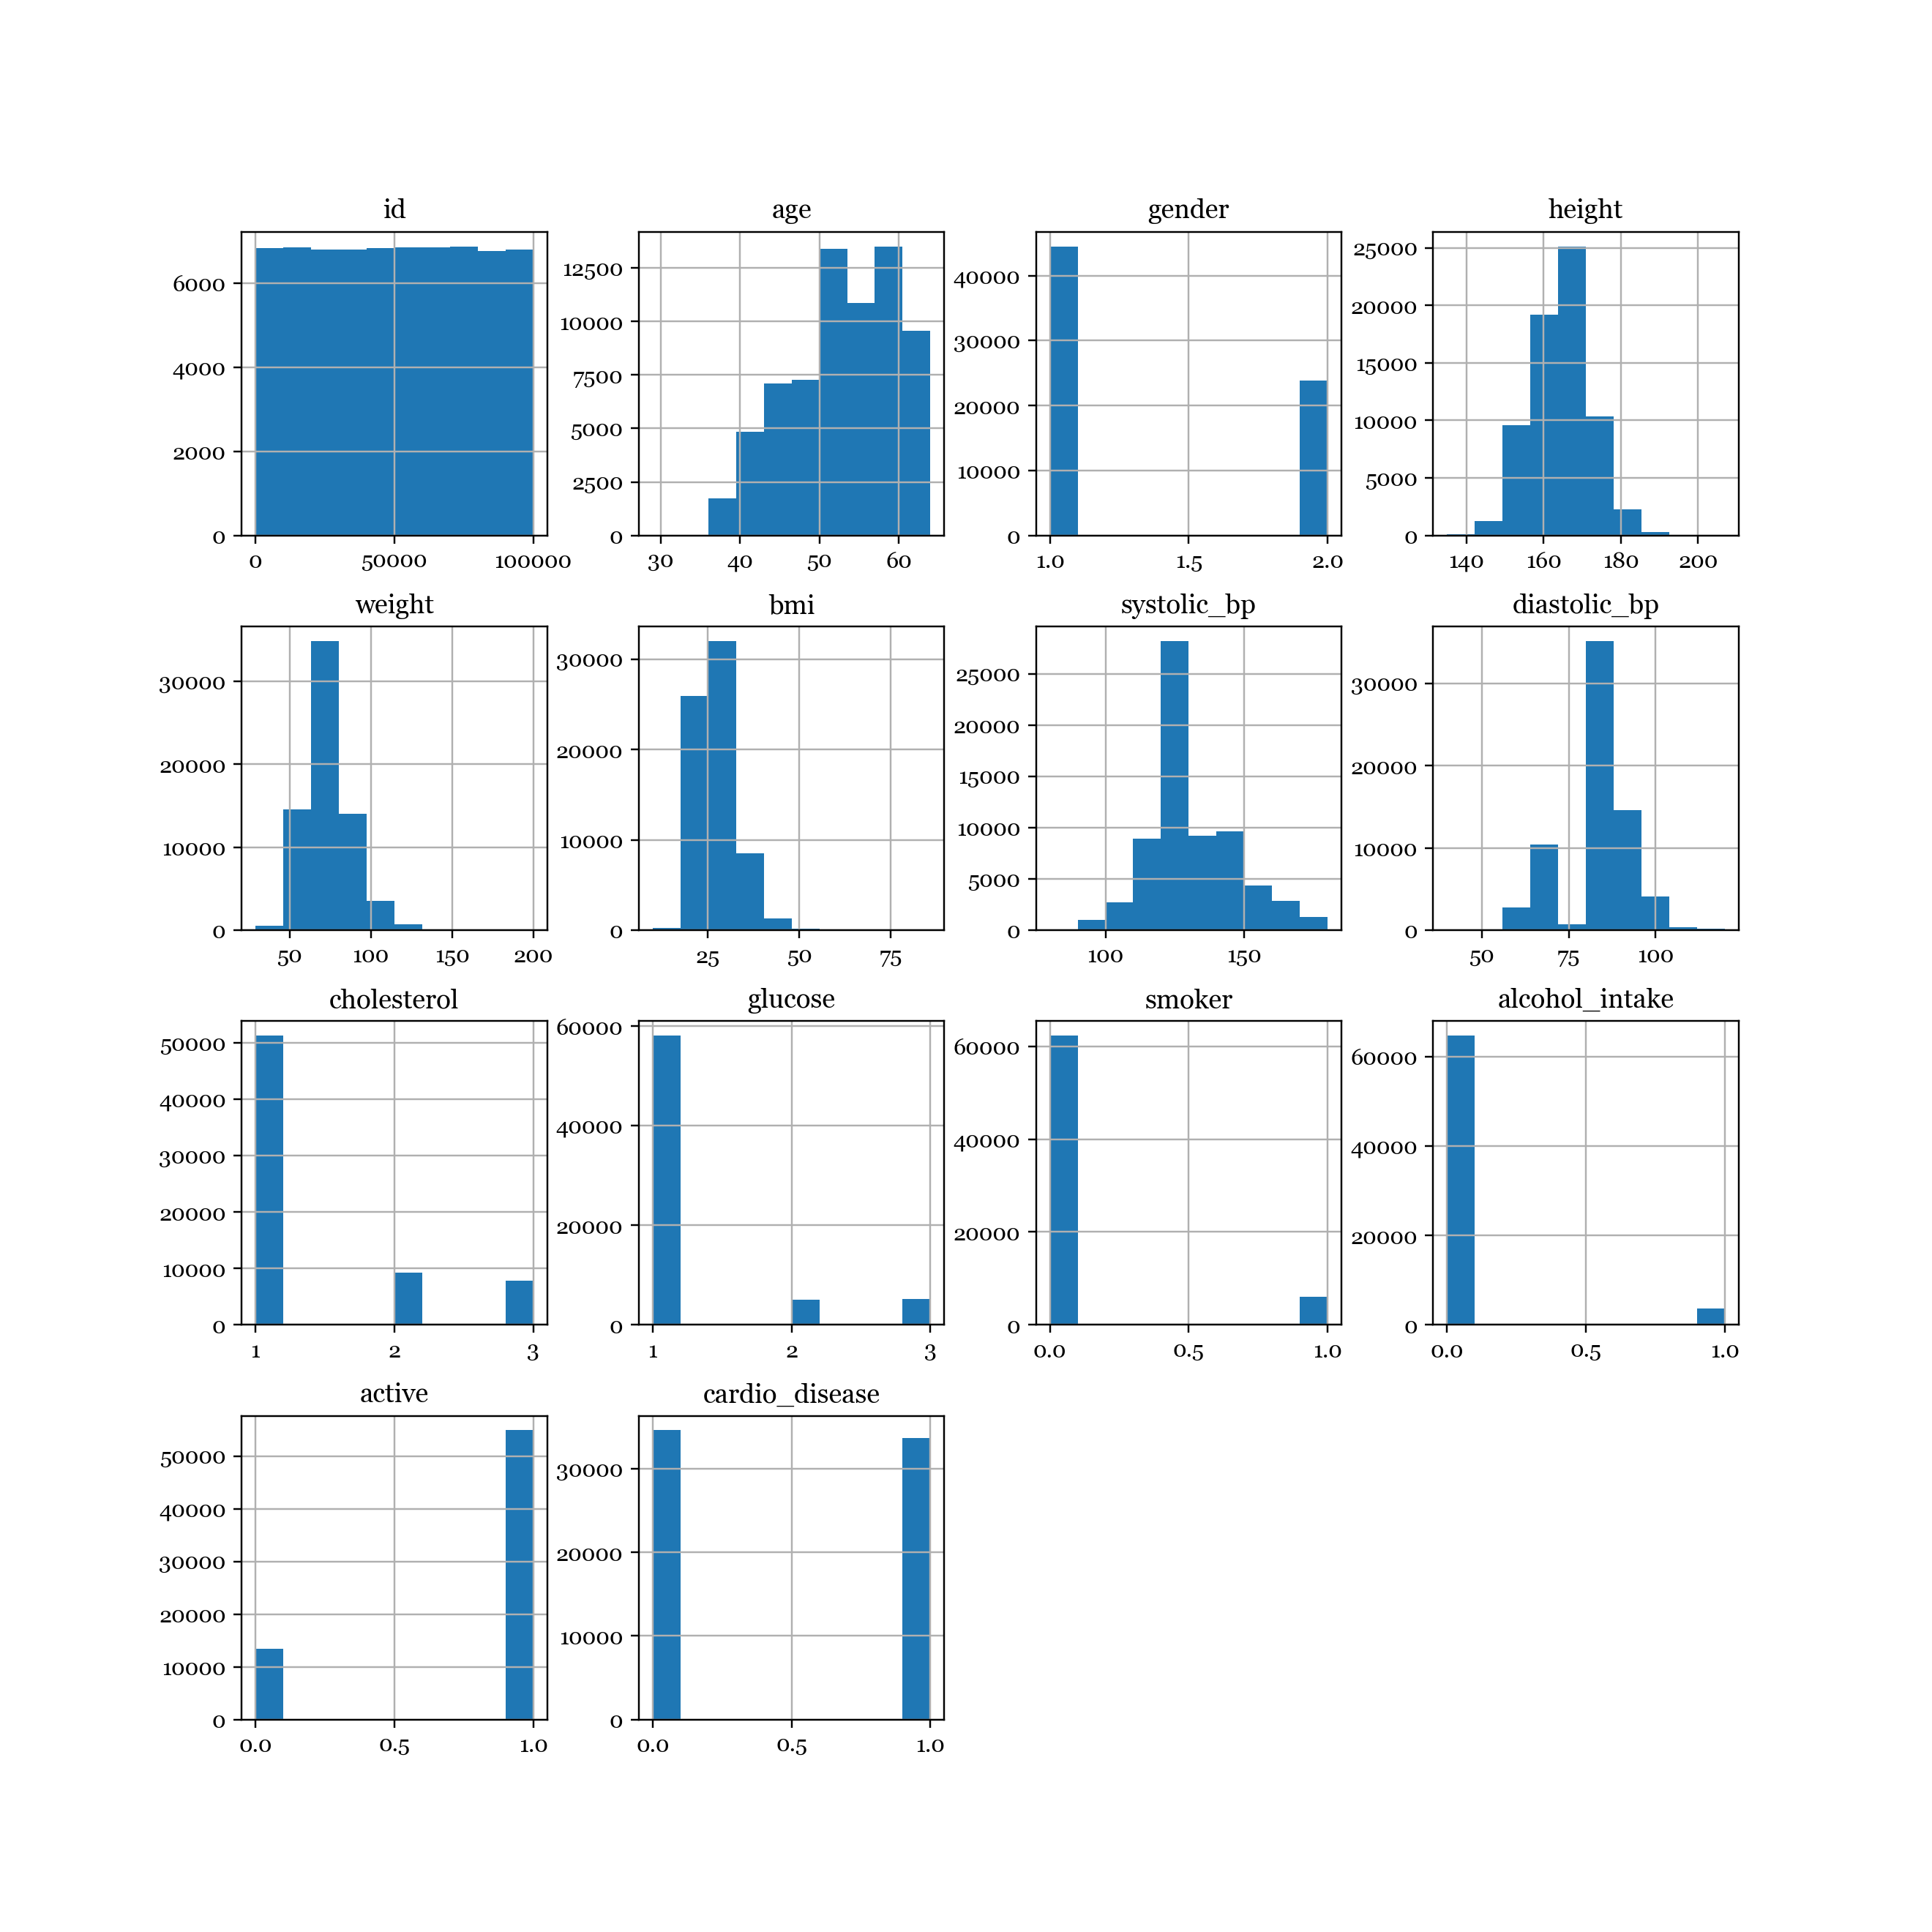 id
6000
4000
2000
0
0 50000 100000
age
12500
10000
7500
5000
2500
0
30 40 50 60
gender
40000
30000
20000
10000
0
1.0 1.5 2.0
height
25000
20000
15000
10000
5000
0
140 160 180 200
weight
30000
20000
10000
0
50 100 150 200
bmi
30000
20000
10000
0
25 50 75
systolic_bp
25000
20000
15000
10000
5000
0
100 150
diastolic_bp
30000
20000
10000
0
50 75 100
cholesterol
50000
40000
30000
20000
10000
0
1 2 3
glucose
60000
40000
20000
0
1 2 3
smoker
60000
40000
20000
0
0.0 0.5 1.0
alcohol_intake
60000
40000
20000
0
0.0 0.5 1.0
active
50000
40000
30000
20000
10000
0
0.0 0.5 1.0
cardio_disease
30000
20000
10000
0
0.0 0.5 1.0